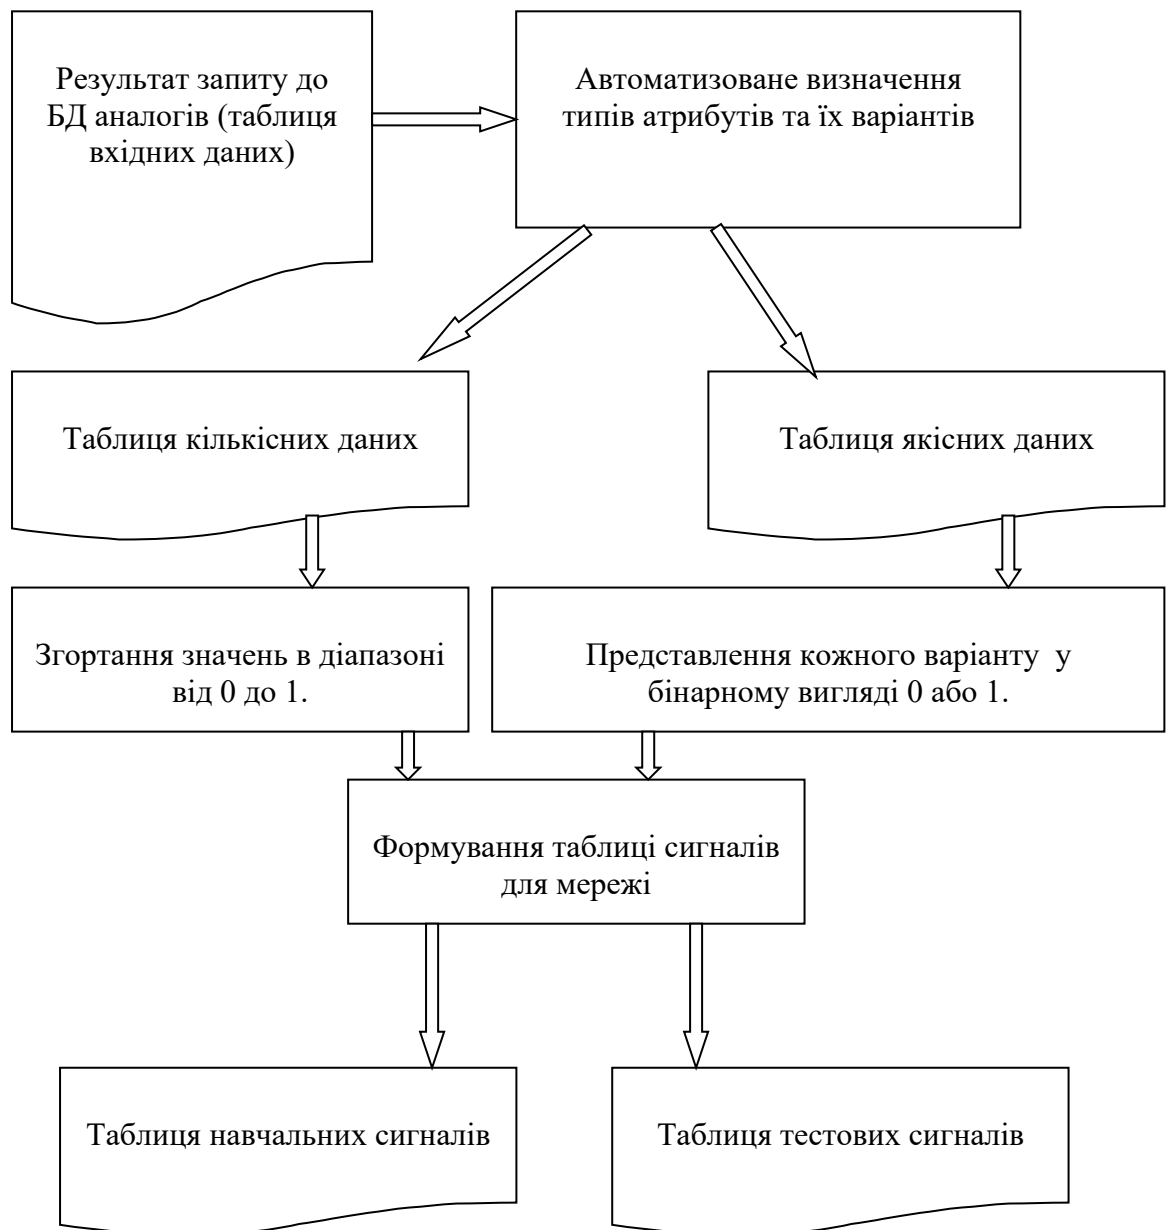 Результат запиту до
БД аналогів (таблиця
вхідних даних)
Автоматизоване визначення
типів атрибутів та їх варіантів
Таблиця кількісних даних
Таблиця якісних даних
Згортання значень в діапазоні
від 0 до 1.
Представлення кожного варіанту  у
бінарному вигляді 0 або 1.
Формування таблиці сигналів
для мережі
Таблиця навчальних сигналів
Таблиця тестових сигналів